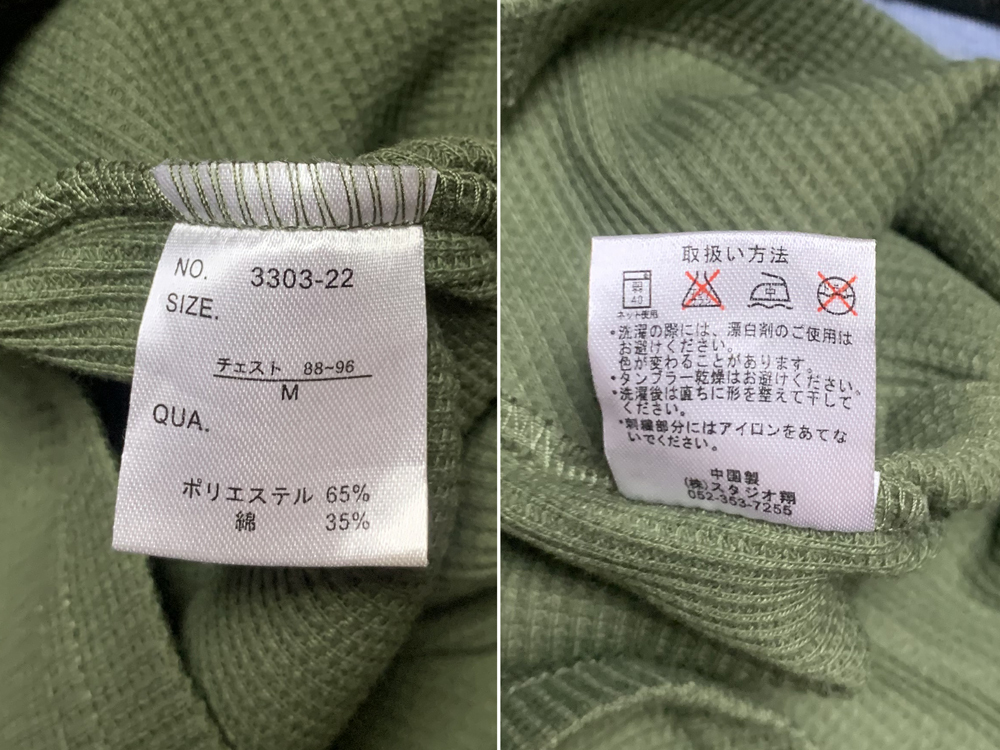 NO. 3303-22
SIZE.
チェスト 88~96
M
QUA.
ポリエステル 65%
綿 35%
取扱い方法
40
中
ネット使用
・洗濯の際には、漂白剤のご使用は
お避けください。
色が変わることがあります。
・タンブラー乾燥はお避けください。
・洗濯後は直ちに形を整えて干して
ください。
・刺繍部分にはアイロンをあてな
いでください。
中国製
(株)スタジオ翔
052-353-7255